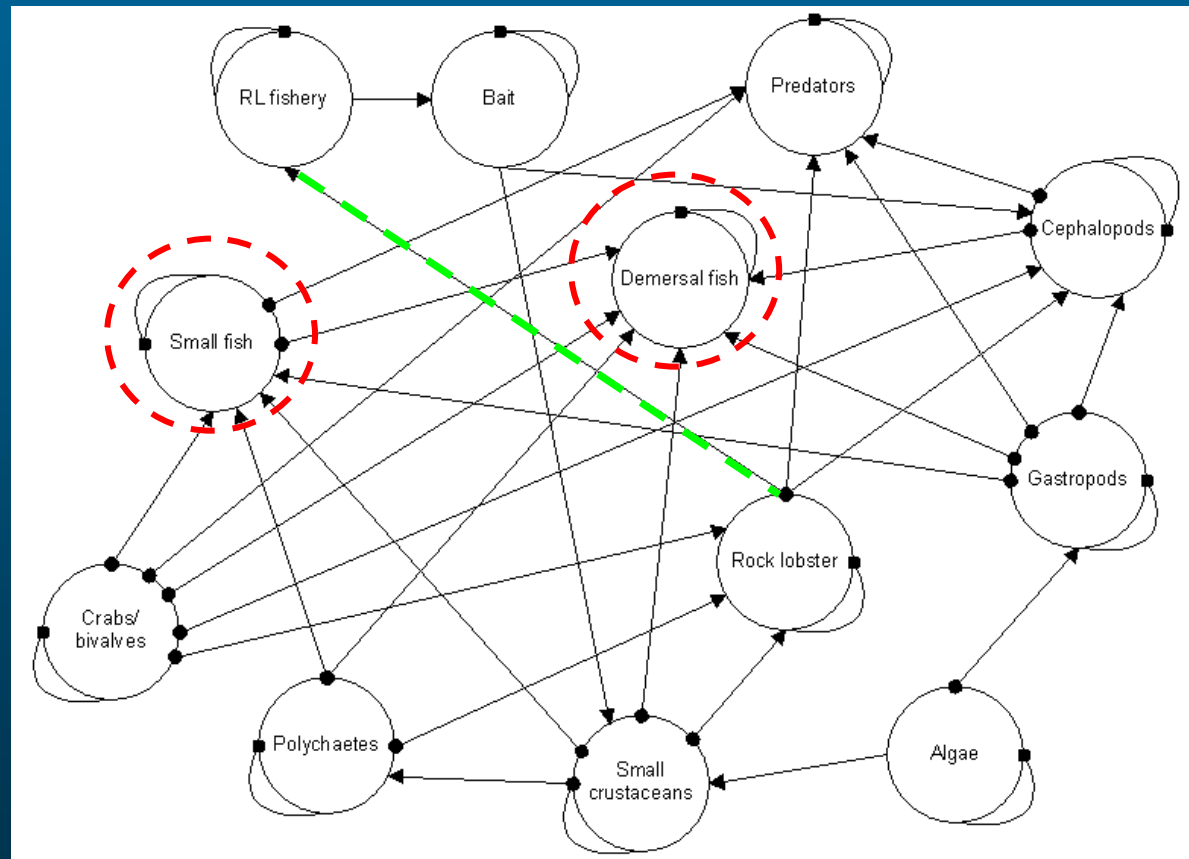 RL fishery
Bait
Predators
Cephalopods
Demersal fish
Small fish
Gastropods
Rock lobster
Crabs/
bivalves
Polychaetes
Small
crustaceans
Algae